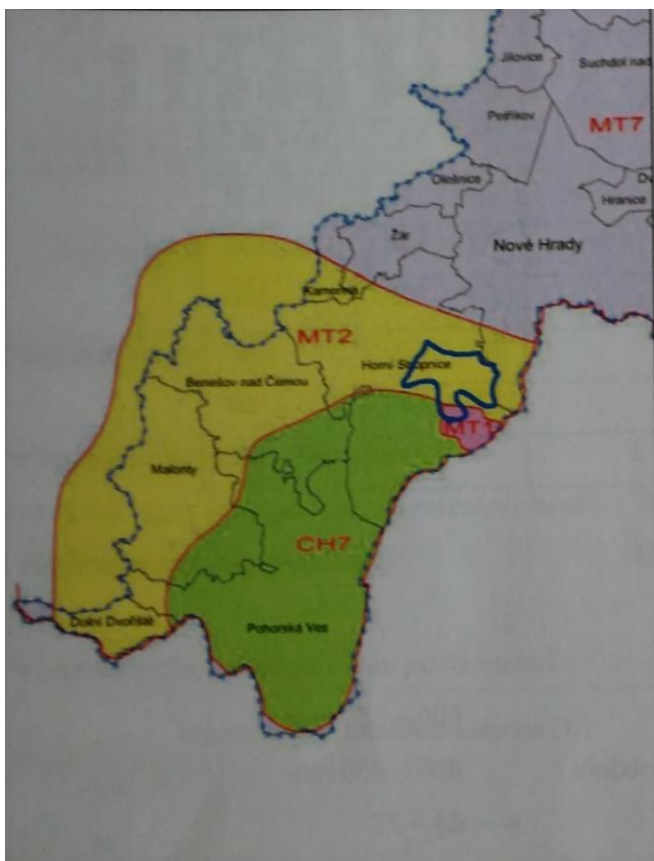 Jílovice
Suchdol nad
Petříkov
MT7
Olešnice
Hranice
Žár
Nové Hrady
Kamenná
MT2
Horní Stropnice
Benešov nad Černou
MT1
Malonty
CH7
Dolní Dvořiště
Pohorská Ves